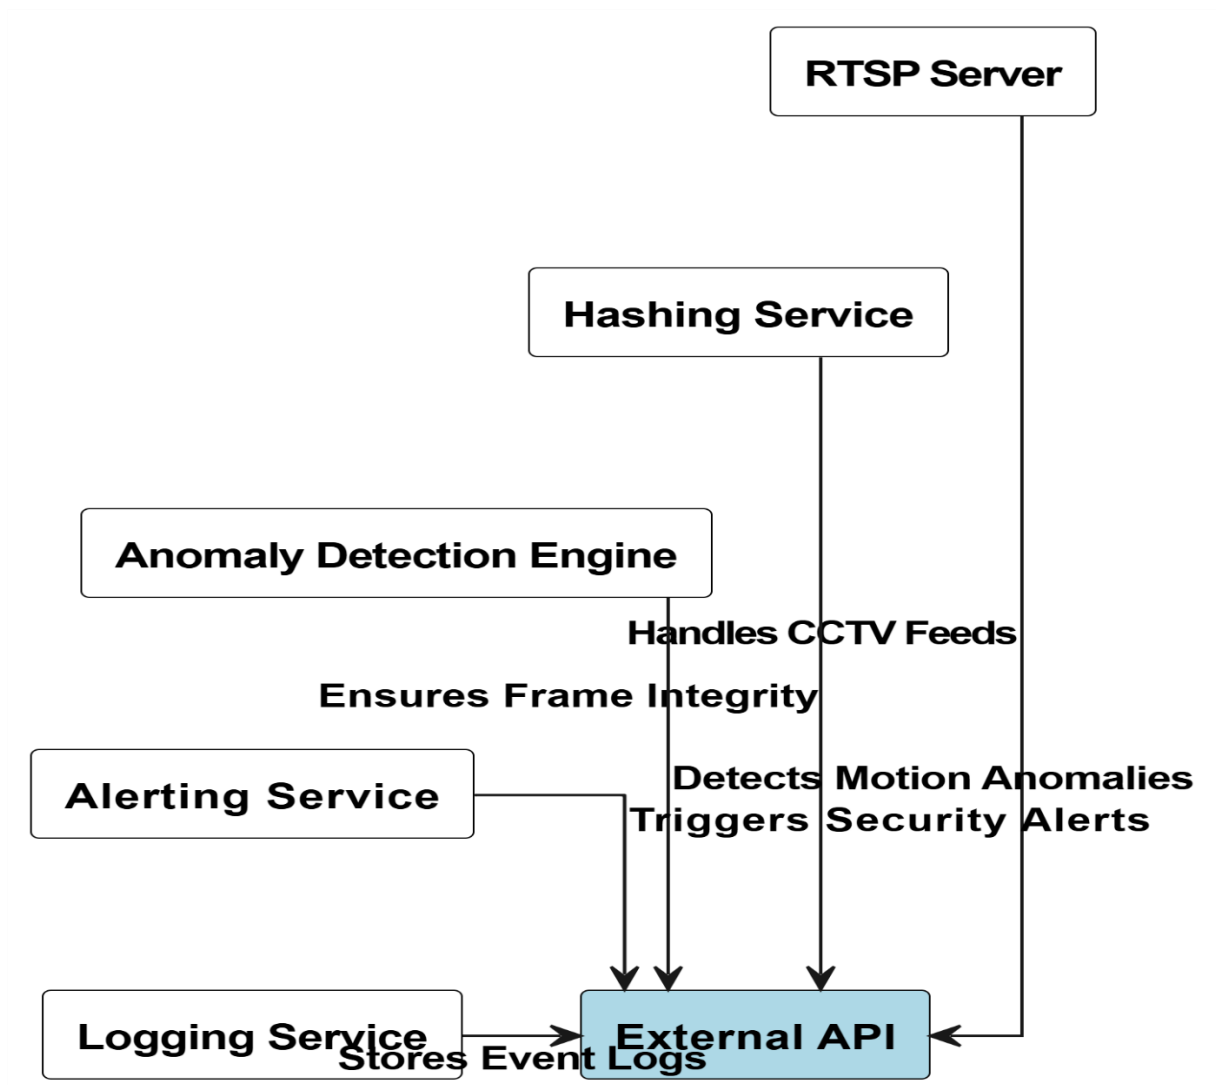 RTSP Server
Hashing Service
Anomaly Detection Engine
Handles CCTV Feeds
Ensures Frame Integrity
Detects Motion Anomalies
Alerting Service
Triggers Security Alerts
Logging Service
External API
Stores Event Logs